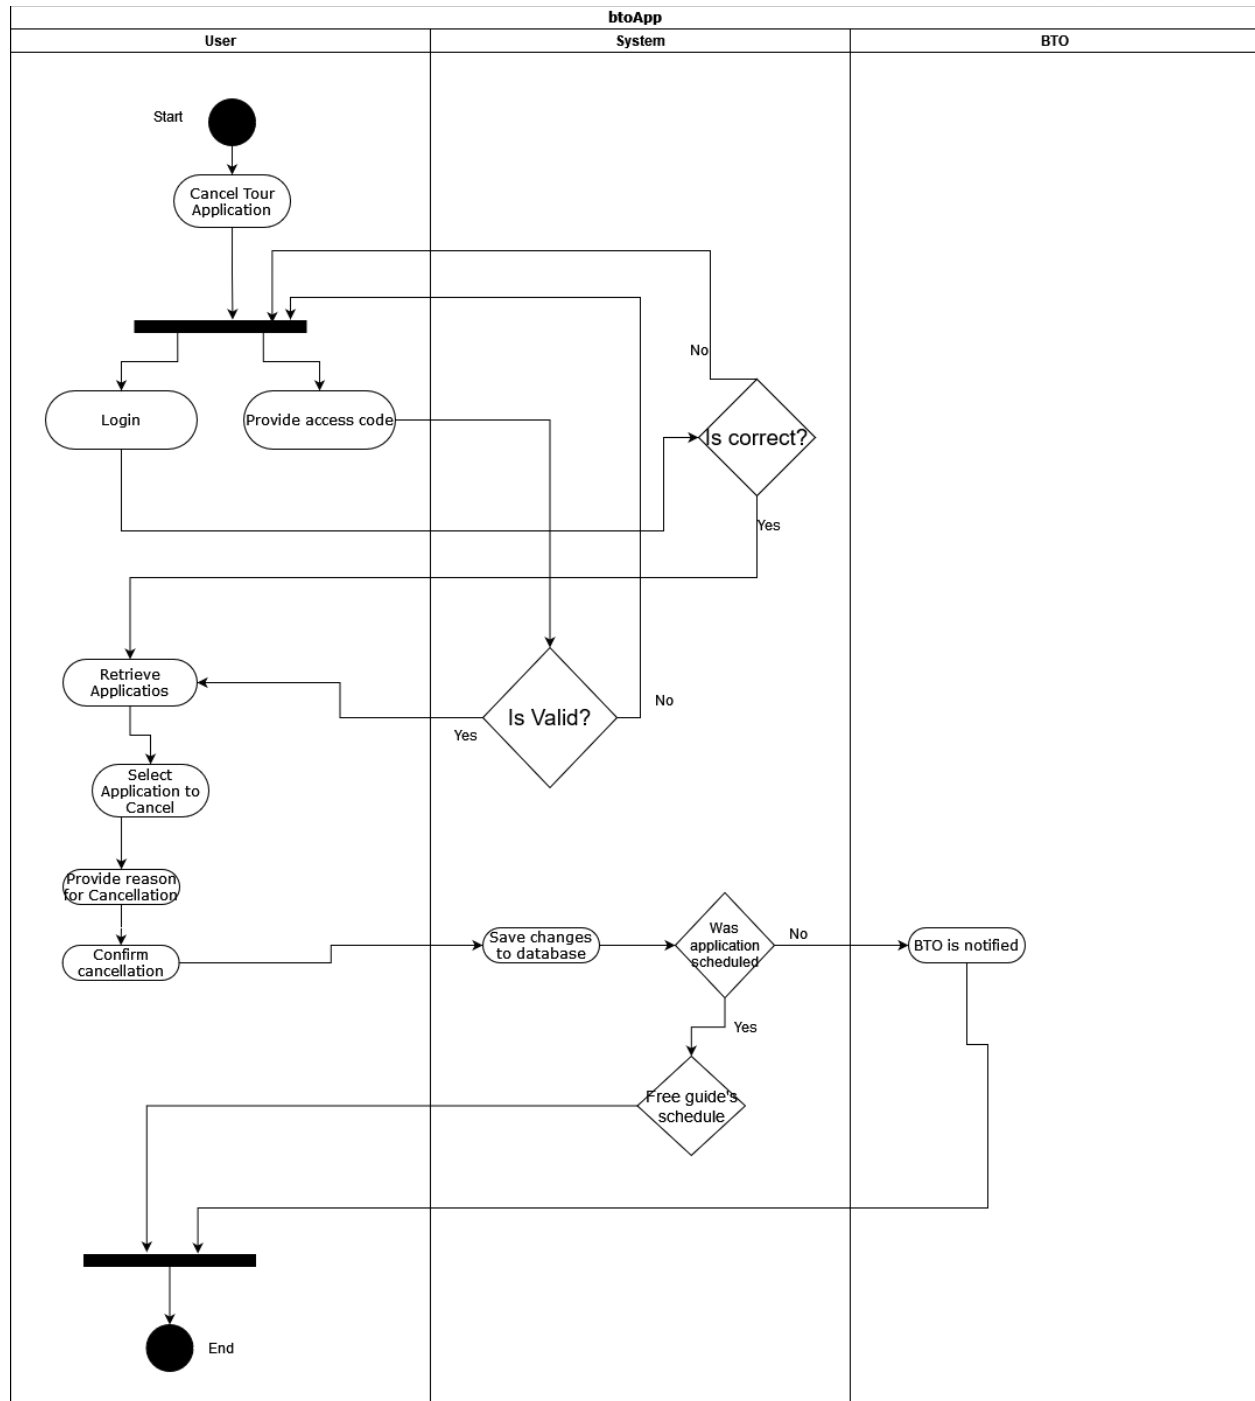 btoApp
User
System
BTO
Start
Cancel Tour
Application
No
Login
Provide access code
Is correct?
Yes
Retrieve
Applicatios
Is Valid?
No
Yes
Select
Application to
Cancel
Provide reason
for Cancellation
Confirm
cancellation
Save changes
to database
Was
application
scheduled
No
BTO is notified
Yes
Free guide's
schedule
End